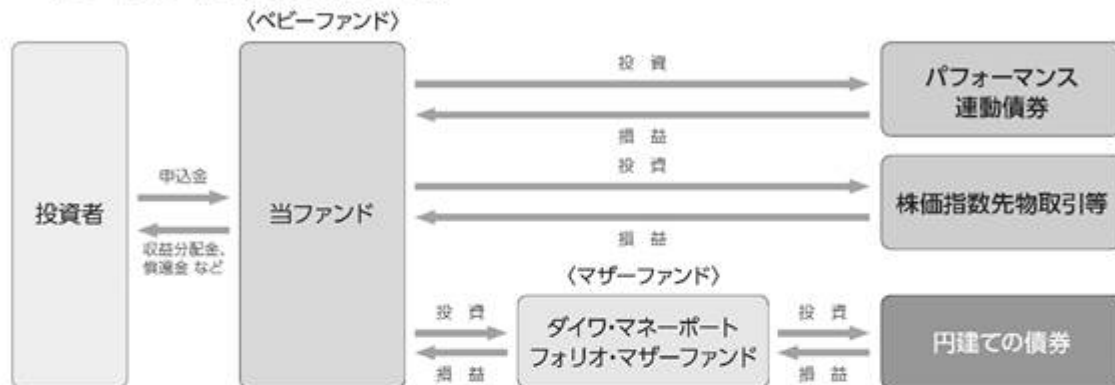 〈ベビーファンド〉
投資者
申込金
収益分配金、
償還金 など
当ファンド
投 資
損 益
パフォーマンス
連動債券
投 資
損 益
株価指数先物取引等
〈マザーファンド〉
投 資
損 益
ダイワ・マネーポート
フォリオ・マザーファンド
投 資
損 益
円建ての債券